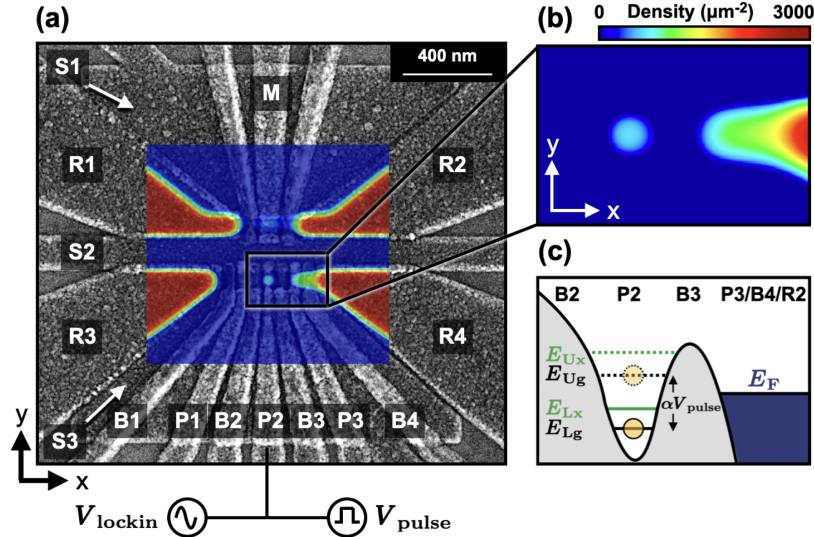 (a)
400 nm
S1
M
R1
R2
S2
R3
R4
S3
B1 P1 B2 P2 B3 P3 B4
y
x
V_lockin
V_pulse
(b)
0 Density (μm⁻²) 3000
y
x
(c)
B2 P2 B3 P3/B4/R2
E_Ux
E_Ug
E_F
E_Lx
αV_pulse
E_Lg